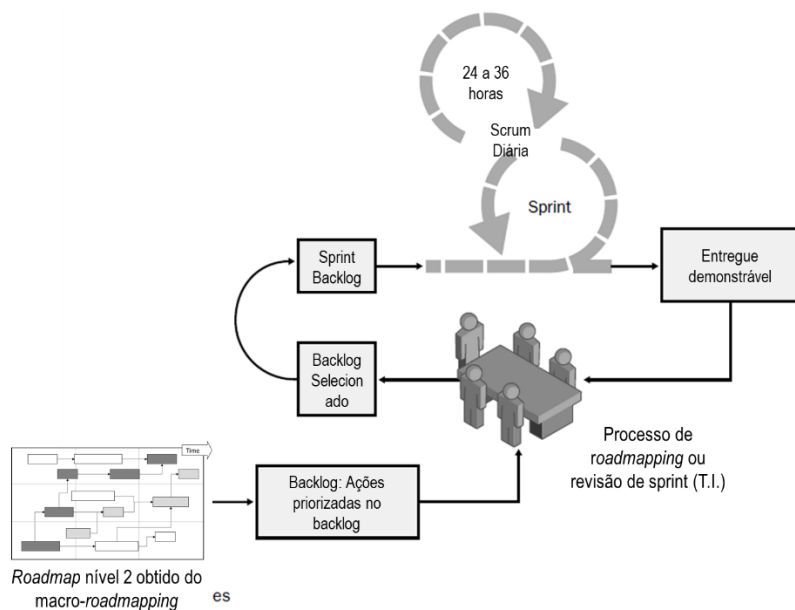 24 a 36
horas
Scrum
Diária
Sprint
Sprint
Backlog
Entregue
demonstrável
Backlog
Selecion
ado
Processo de
roadmapping ou
revisão de sprint (T.I.)
Time
Backlog: Ações
priorizadas no
backlog
Roadmap nível 2 obtido do
macro-roadmapping
es